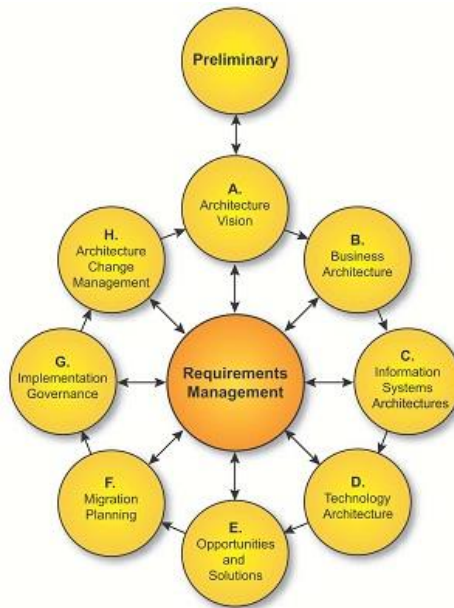 Preliminary
A.
Architecture
Vision
B.
Business
Architecture
C.
Information
Systems
Architectures
D.
Technology
Architecture
E.
Opportunities
and
Solutions
F.
Migration
Planning
G.
Implementation
Governance
H.
Architecture
Change
Management
Requirements
Management